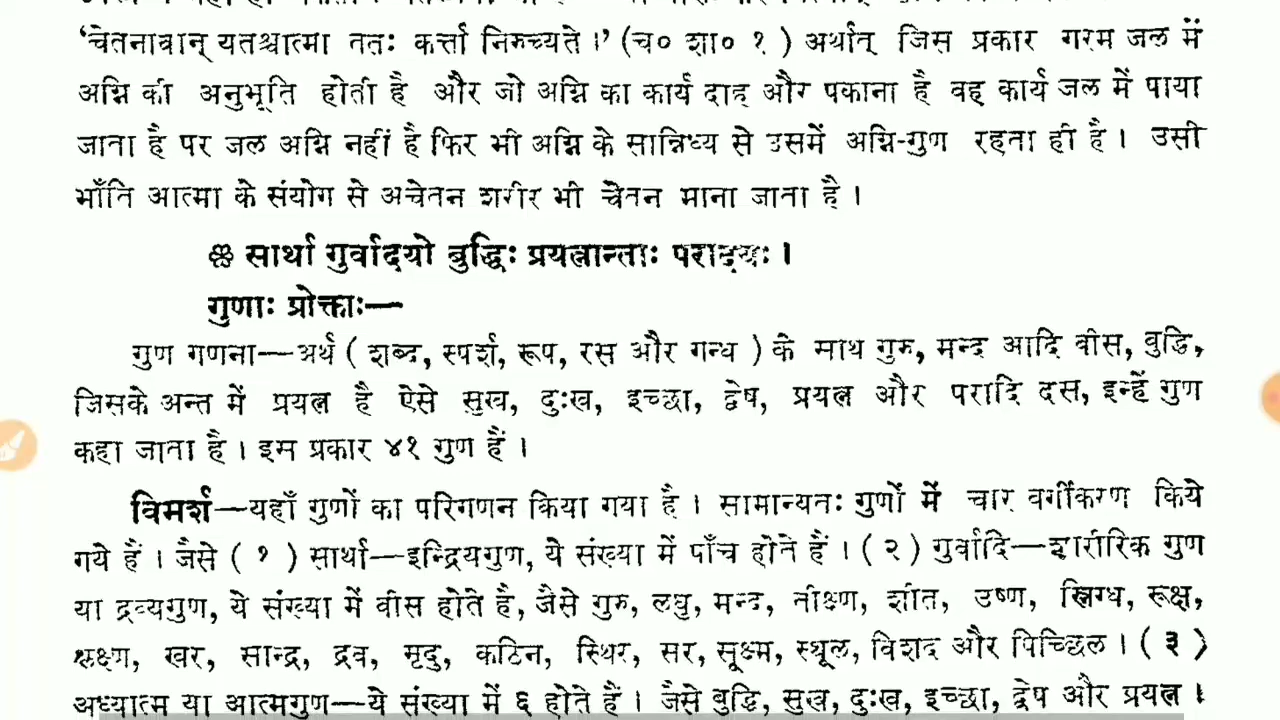 'चेतनावान् यतश्चात्मा ततः कर्त्ता निरुच्यते।' (च० शा० १) अर्थात् जिस प्रकार गरम जल में
अग्नि की अनुभूति होती है और जो अग्नि का कार्य दाह और पकाना है वह कार्य जल में पाया
जाता है पर जल अग्नि नहीं है फिर भी अग्नि के सान्निध्य से उसमें अग्नि-गुण रहता ही है। उसी
भाँति आत्मा के संयोग से अचेतन शरीर भी चेतन माना जाता है।
❀ सार्था गुर्वादयो बुद्धिः प्रयत्नान्ताः परादयः।
गुणाः प्रोक्ताः—
गुण गणना—अर्थ (शब्द, स्पर्श, रूप, रस और गन्ध) के साथ गुरु, मन्द आदि बीस, बुद्धि,
जिसके अन्त में प्रयत्न है ऐसे सुख, दुःख, इच्छा, द्वेष, प्रयत्न और परादि दस, इन्हें गुण
कहा जाता है। इस प्रकार ४१ गुण हैं।
विमर्श—यहाँ गुणों का परिगणन किया गया है। सामान्यतः गुणों में चार वर्गीकरण किये
गये हैं। जैसे (१) सार्था—इन्द्रियगुण, ये संख्या में पाँच होते हैं। (२) गुर्वादि—शारीरिक गुण
या द्रव्यगुण, ये संख्या में बीस होते है, जैसे गुरु, लघु, मन्द, तीक्ष्ण, शीत, उष्ण, स्निग्ध, रूक्ष,
श्लक्ष्ण, खर, सान्द्र, द्रव, मृदु, कठिन, स्थिर, सर, सूक्ष्म, स्थूल, विशद और पिच्छिल। (३)
अध्यात्म या आत्मगुण—ये संख्या में ६ होते हैं। जैसे बुद्धि, सुख, दुःख, इच्छा, द्वेष और प्रयत्न।